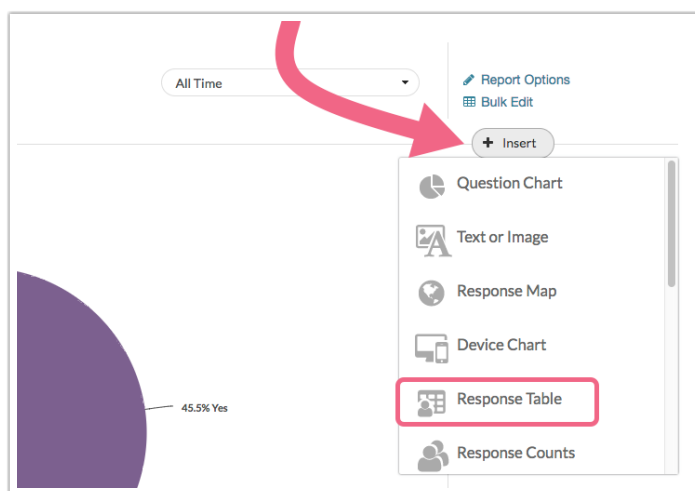 All Time
Report Options
Bulk Edit
+ Insert
Question Chart
Text or Image
Response Map
Device Chart
Response Table
Response Counts
45.5% Yes